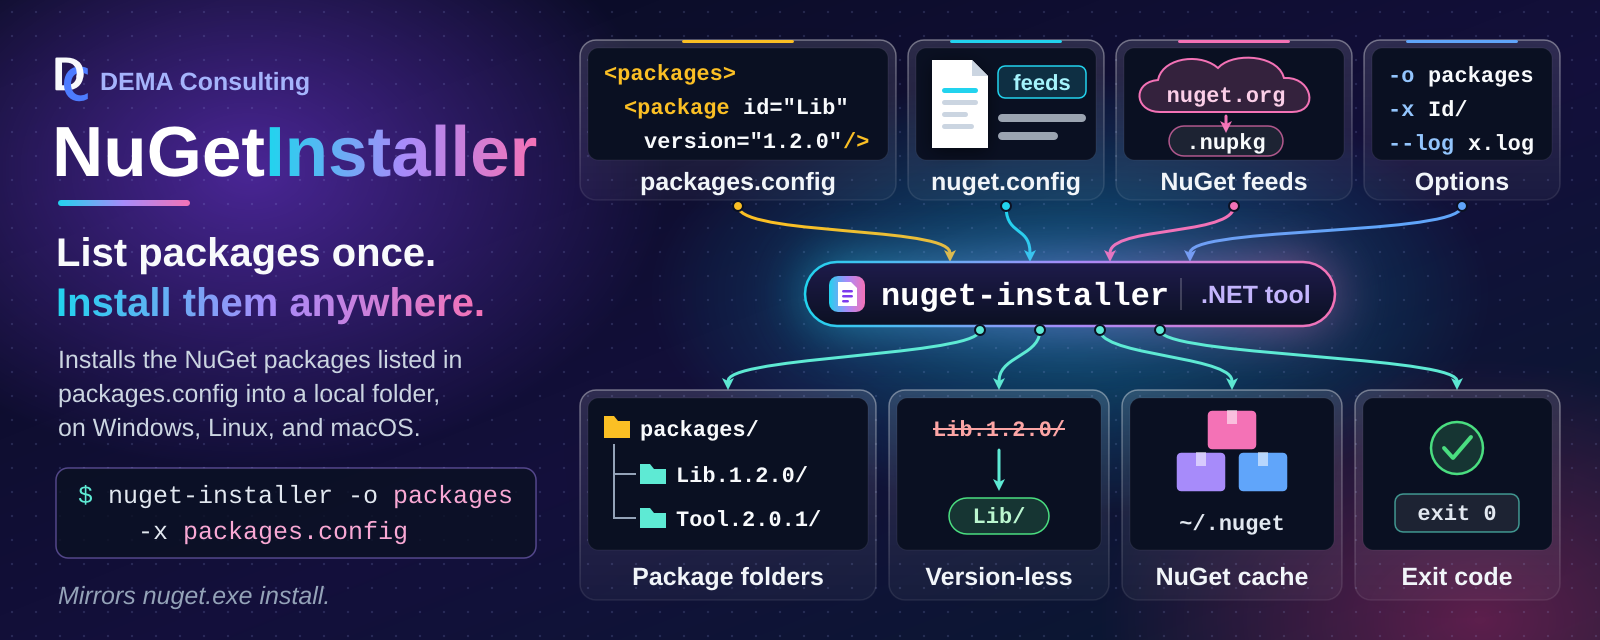 DC DEMA Consulting
NuGetInstaller
List packages once.
Install them anywhere.
Installs the NuGet packages listed in
packages.config into a local folder,
on Windows, Linux, and macOS.
$ nuget-installer -o packages
-x packages.config
Mirrors nuget.exe install.
<packages>
<package id="Lib"
version="1.2.0"/>
packages.config
feeds
nuget.config
nuget.org
.nupkg
NuGet feeds
-o packages
-x Id/
--log x.log
Options
nuget-installer
.NET tool
packages/
Lib.1.2.0/
Tool.2.0.1/
Package folders
Lib.1.2.0/
Lib/
Version-less
~/.nuget
NuGet cache
exit 0
Exit code